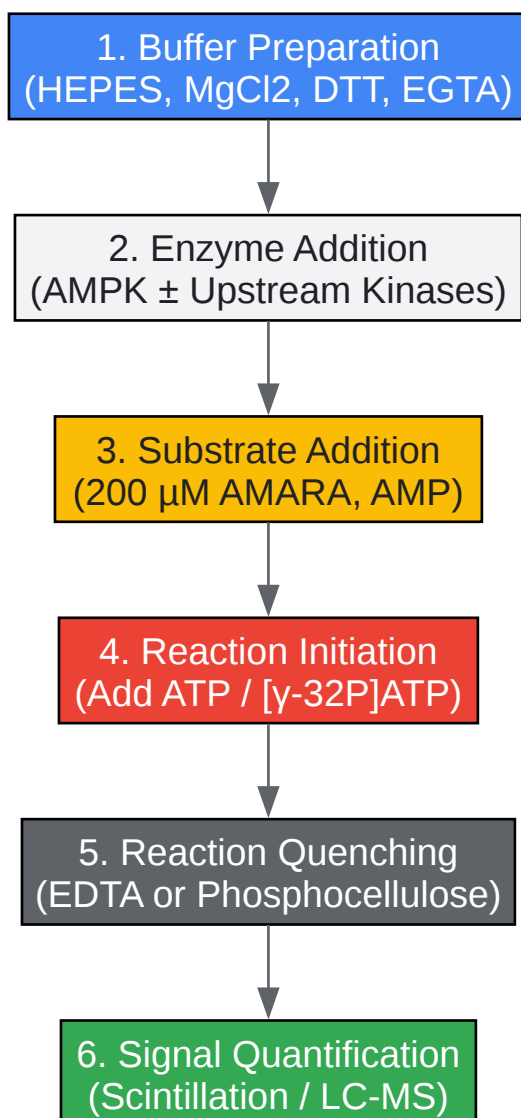 1. Buffer Preparation
(HEPES, MgCl2, DTT, EGTA)
2. Enzyme Addition
(AMPK ± Upstream Kinases)
3. Substrate Addition
(200 µM AMARA, AMP)
4. Reaction Initiation
(Add ATP / [γ-32P]ATP)
5. Reaction Quenching
(EDTA or Phosphocellulose)
6. Signal Quantification
(Scintillation / LC-MS)